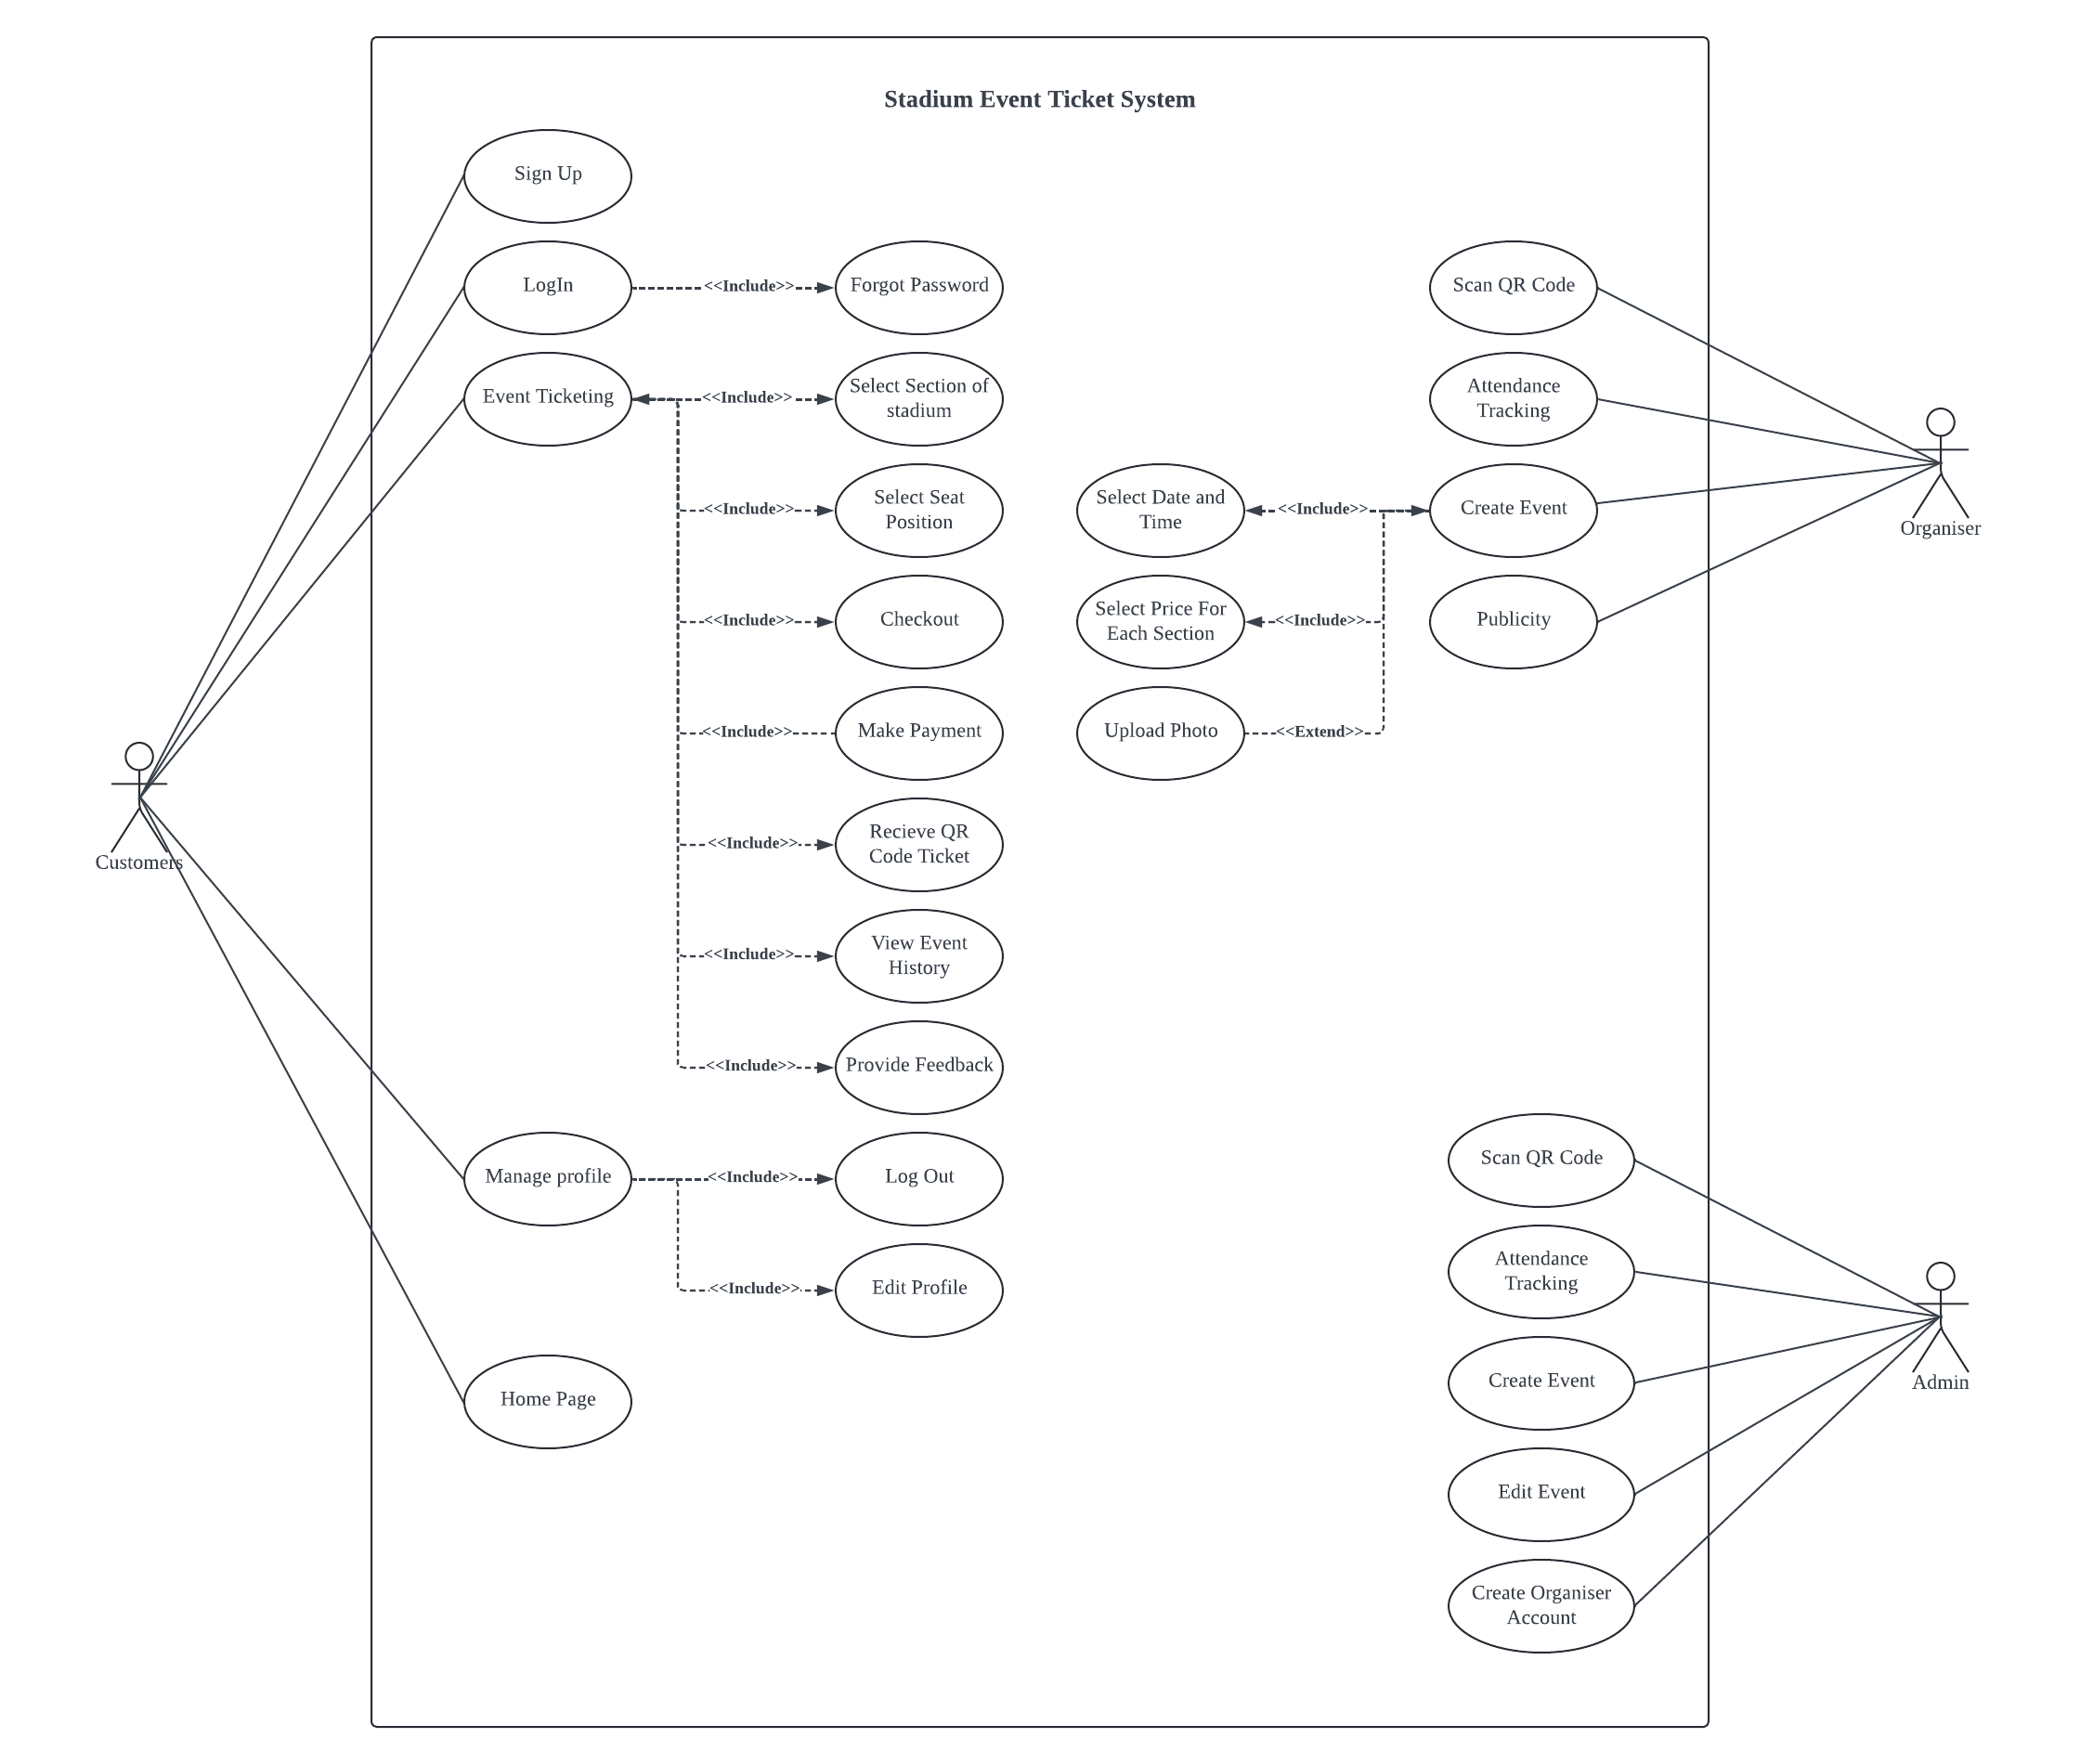 Stadium Event Ticket System
Sign Up
LogIn
<<Include>>
Forgot Password
Scan QR Code
Event Ticketing
<<Include>>
Select Section of
stadium
Attendance
Tracking
<<Include>>
Select Seat
Position
Select Date and
Time
<<Include>>
Create Event
Organiser
<<Include>>
Checkout
Select Price For
Each Section
<<Include>>
Publicity
<<Include>>
Make Payment
Upload Photo
<<Extend>>
Customers
<<Include>>
Recieve QR
Code Ticket
<<Include>>
View Event
History
<<Include>>
Provide Feedback
Manage profile
<<Include>>
Log Out
Scan QR Code
<<Include>>
Edit Profile
Attendance
Tracking
Home Page
Create Event
Admin
Edit Event
Create Organiser
Account